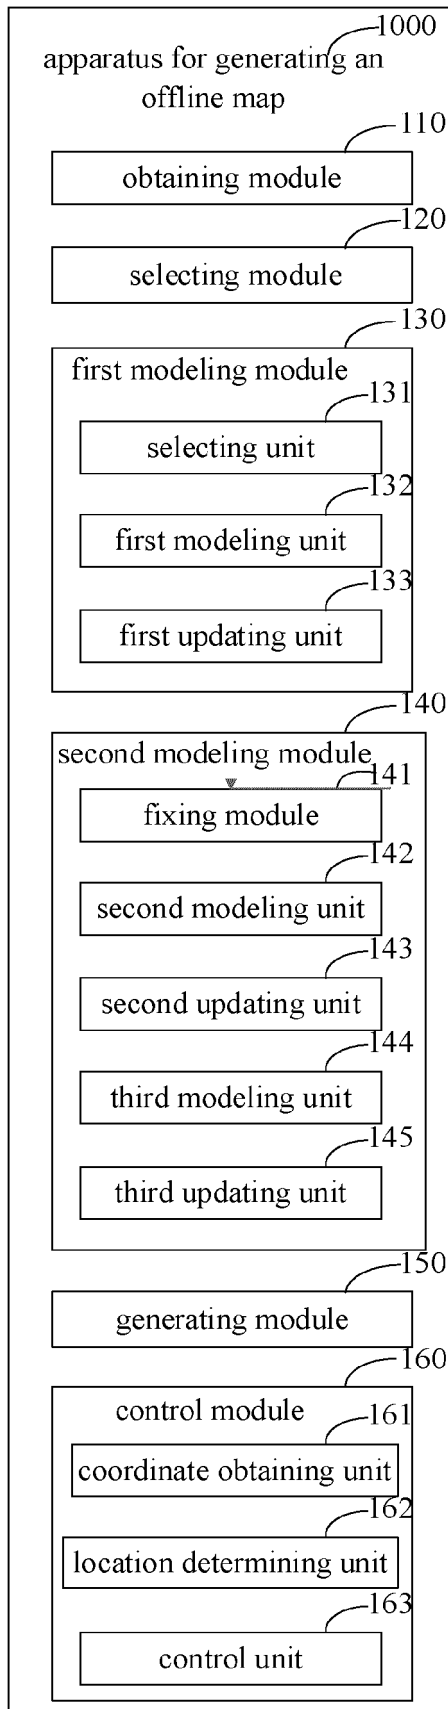 1000
apparatus for generating an
offline map
110
obtaining module
120
selecting module
130
first modeling module
131
selecting unit
132
first modeling unit
133
first updating unit
140
second modeling module
141
fixing module
142
second modeling unit
143
second updating unit
144
third modeling unit
145
third updating unit
150
generating module
160
control module
161
coordinate obtaining unit
162
location determining unit
163
control unit